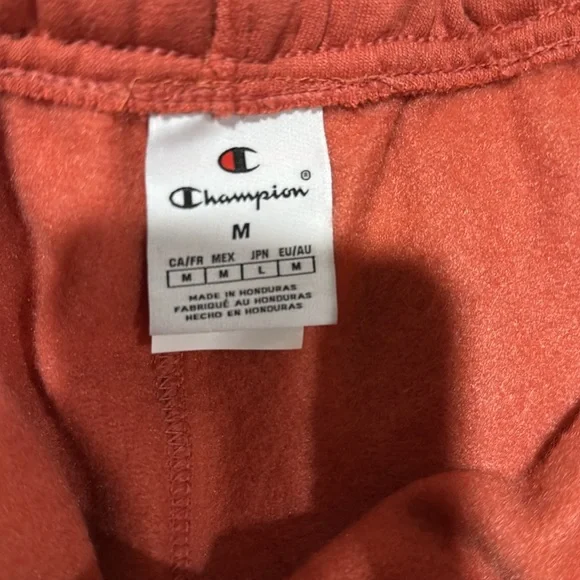 Champion®
M
CA/FR MEX JPN EU/AU
M M L M
MADE IN HONDURAS
FABRIQUÉ AU HONDURAS
HECHO EN HONDURAS